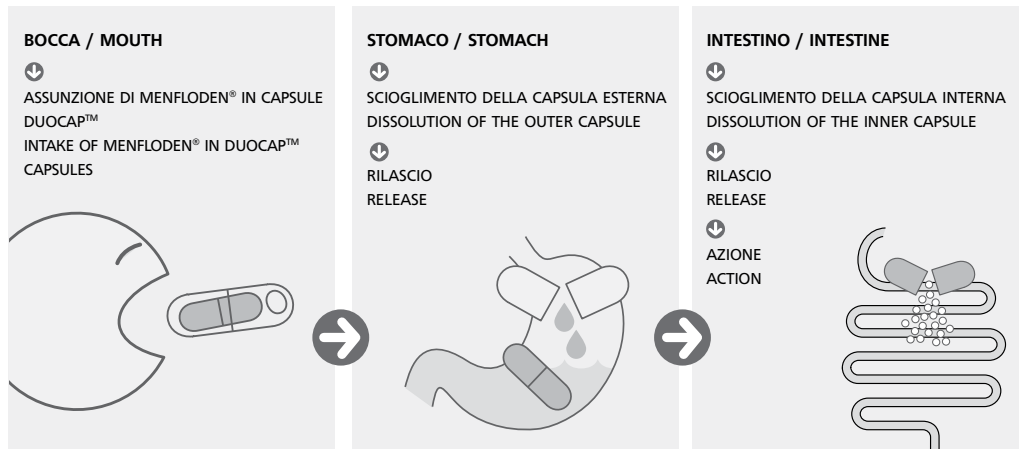 BOCCA / MOUTH
ASSUNZIONE DI MENFLODEN® IN CAPSULE
DUOCAP™
INTAKE OF MENFLODEN® IN DUOCAP™
CAPSULES
STOMACO / STOMACH
SCIOGLIMENTO DELLA CAPSULA ESTERNA
DISSOLUTION OF THE OUTER CAPSULE
RILASCIO
RELEASE
INTESTINO / INTESTINE
SCIOGLIMENTO DELLA CAPSULA INTERNA
DISSOLUTION OF THE INNER CAPSULE
RILASCIO
RELEASE
AZIONE
ACTION